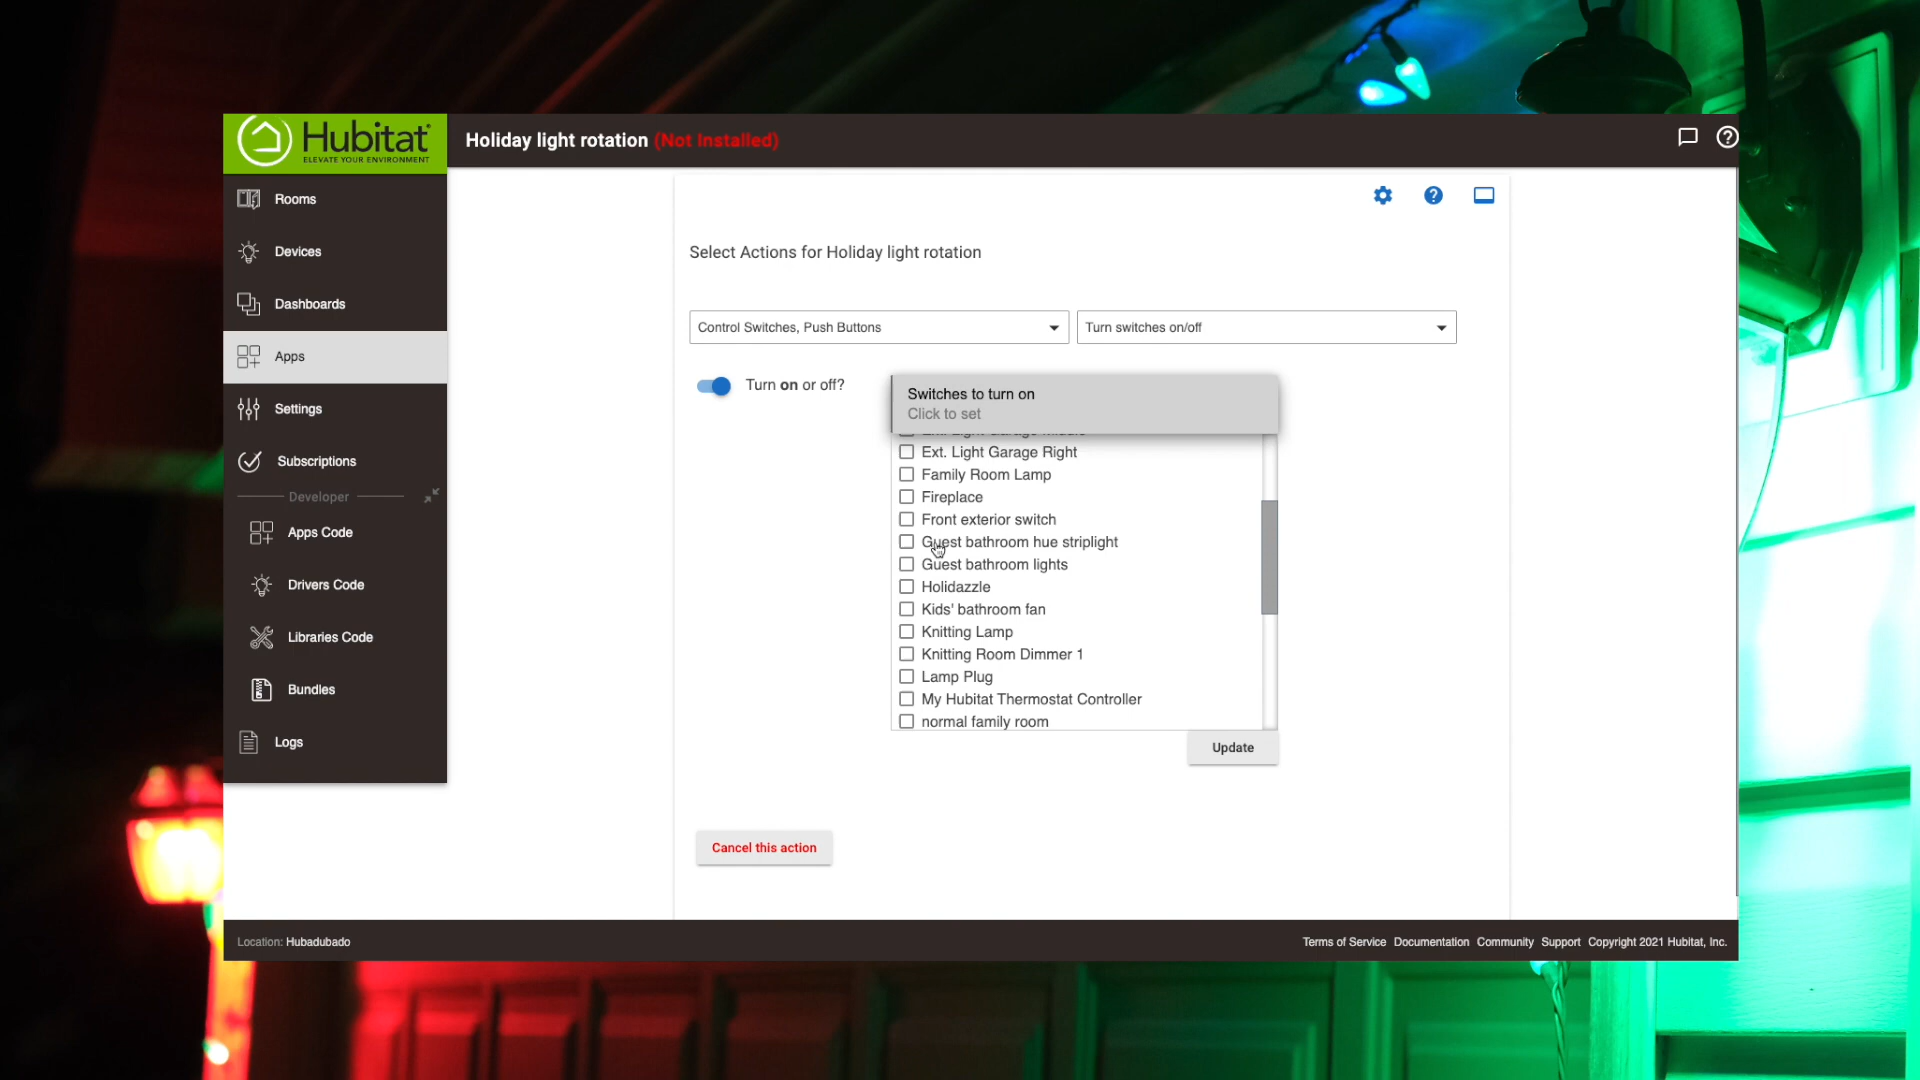 Hubitat
ELEVATE YOUR ENVIRONMENT
Holiday light rotation (Not Installed)
Rooms
Devices
Dashboards
Apps
Settings
Subscriptions
Developer
Apps Code
Drivers Code
Libraries Code
Bundles
Logs
Select Actions for Holiday light rotation
Control Switches, Push Buttons
Turn switches on/off
Turn on or off?
Switches to turn on
Click to set
Ext. Light Garage Middle
Ext. Light Garage Right
Family Room Lamp
Fireplace
Front exterior switch
Guest bathroom hue striplight
Guest bathroom lights
Holidazzle
Kids' bathroom fan
Knitting Lamp
Knitting Room Dimmer 1
Lamp Plug
My Hubitat Thermostat Controller
normal family room
Update
Cancel this action
Location: Hubadubado
Terms of Service Documentation Community Support Copyright 2021 Hubitat, Inc.